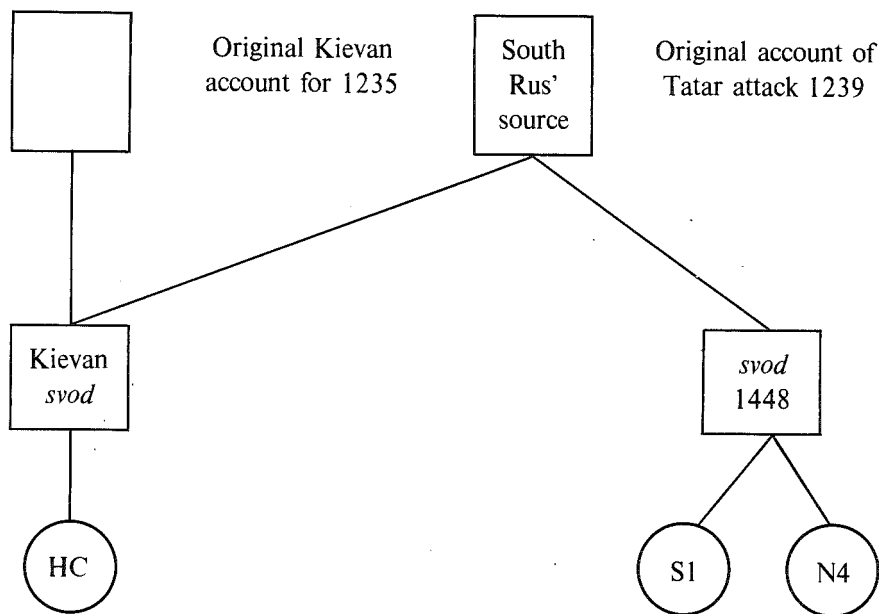 Original Kievan
account for 1235
South
Rus’
source
Original account of
Tatar attack 1239
Kievan
svod
svod
1448
HC
S1
N4